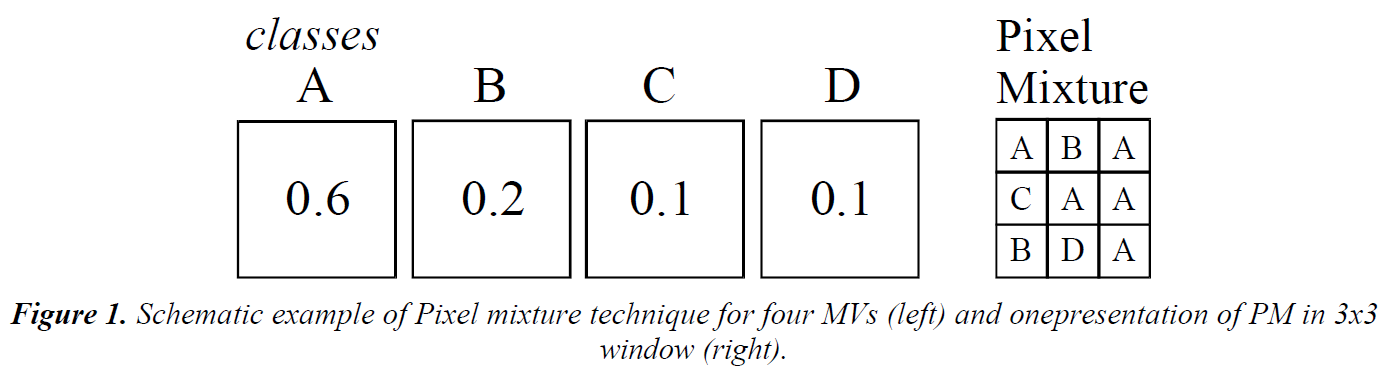 classes
A B C D
Pixel
Mixture
0.6 0.2 0.1 0.1
A B A
C A A
B D A
Figure 1. Schematic example of Pixel mixture technique for four MVs (left) and onepresentation of PM in 3x3
window (right).